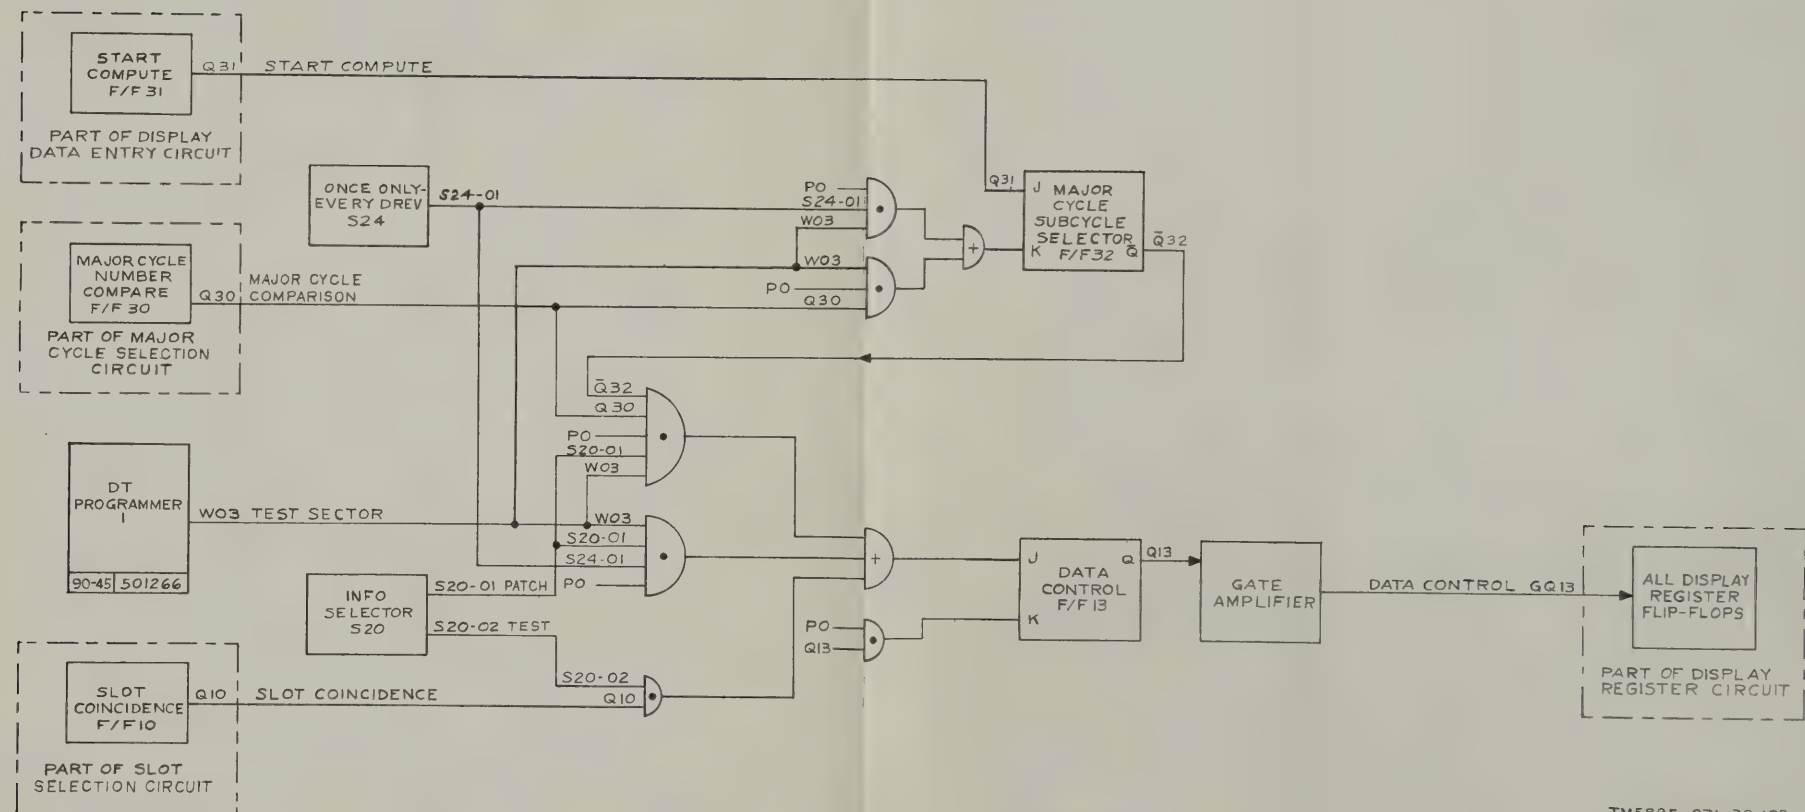 START
COMPUTE
F/F 31
Q31
START COMPUTE
PART OF DISPLAY
DATA ENTRY CIRCUIT
ONCE ONLY-
EVERY DREV
S24
S24-01
PO
S24-01
W03
W03
PO
Q30
Q31
J
MAJOR
CYCLE
SUBCYCLE
SELECTOR
F/F32
K
Q̄
Q̄32
+
MAJOR CYCLE
NUMBER
COMPARE
F/F 30
Q30
MAJOR CYCLE
COMPARISON
PART OF MAJOR
CYCLE SELECTION
CIRCUIT
Q̄32
Q30
PO
S20-01
W03
DT
PROGRAMMER
1
90-45 501266
W03 TEST SECTOR
W03
S20-01
S24-01
PO
INFO
SELECTOR
S20
S20-01 PATCH
S20-02 TEST
+
PO
Q13
J
Q
DATA
CONTROL
F/F 13
K
Q13
GATE
AMPLIFIER
DATA CONTROL GQ13
ALL DISPLAY
REGISTER
FLIP-FLOPS
PART OF DISPLAY
REGISTER CIRCUIT
SLOT
COINCIDENCE
F/F10
Q10
SLOT COINCIDENCE
S20-02
Q10
PART OF SLOT
SELECTION CIRCUIT